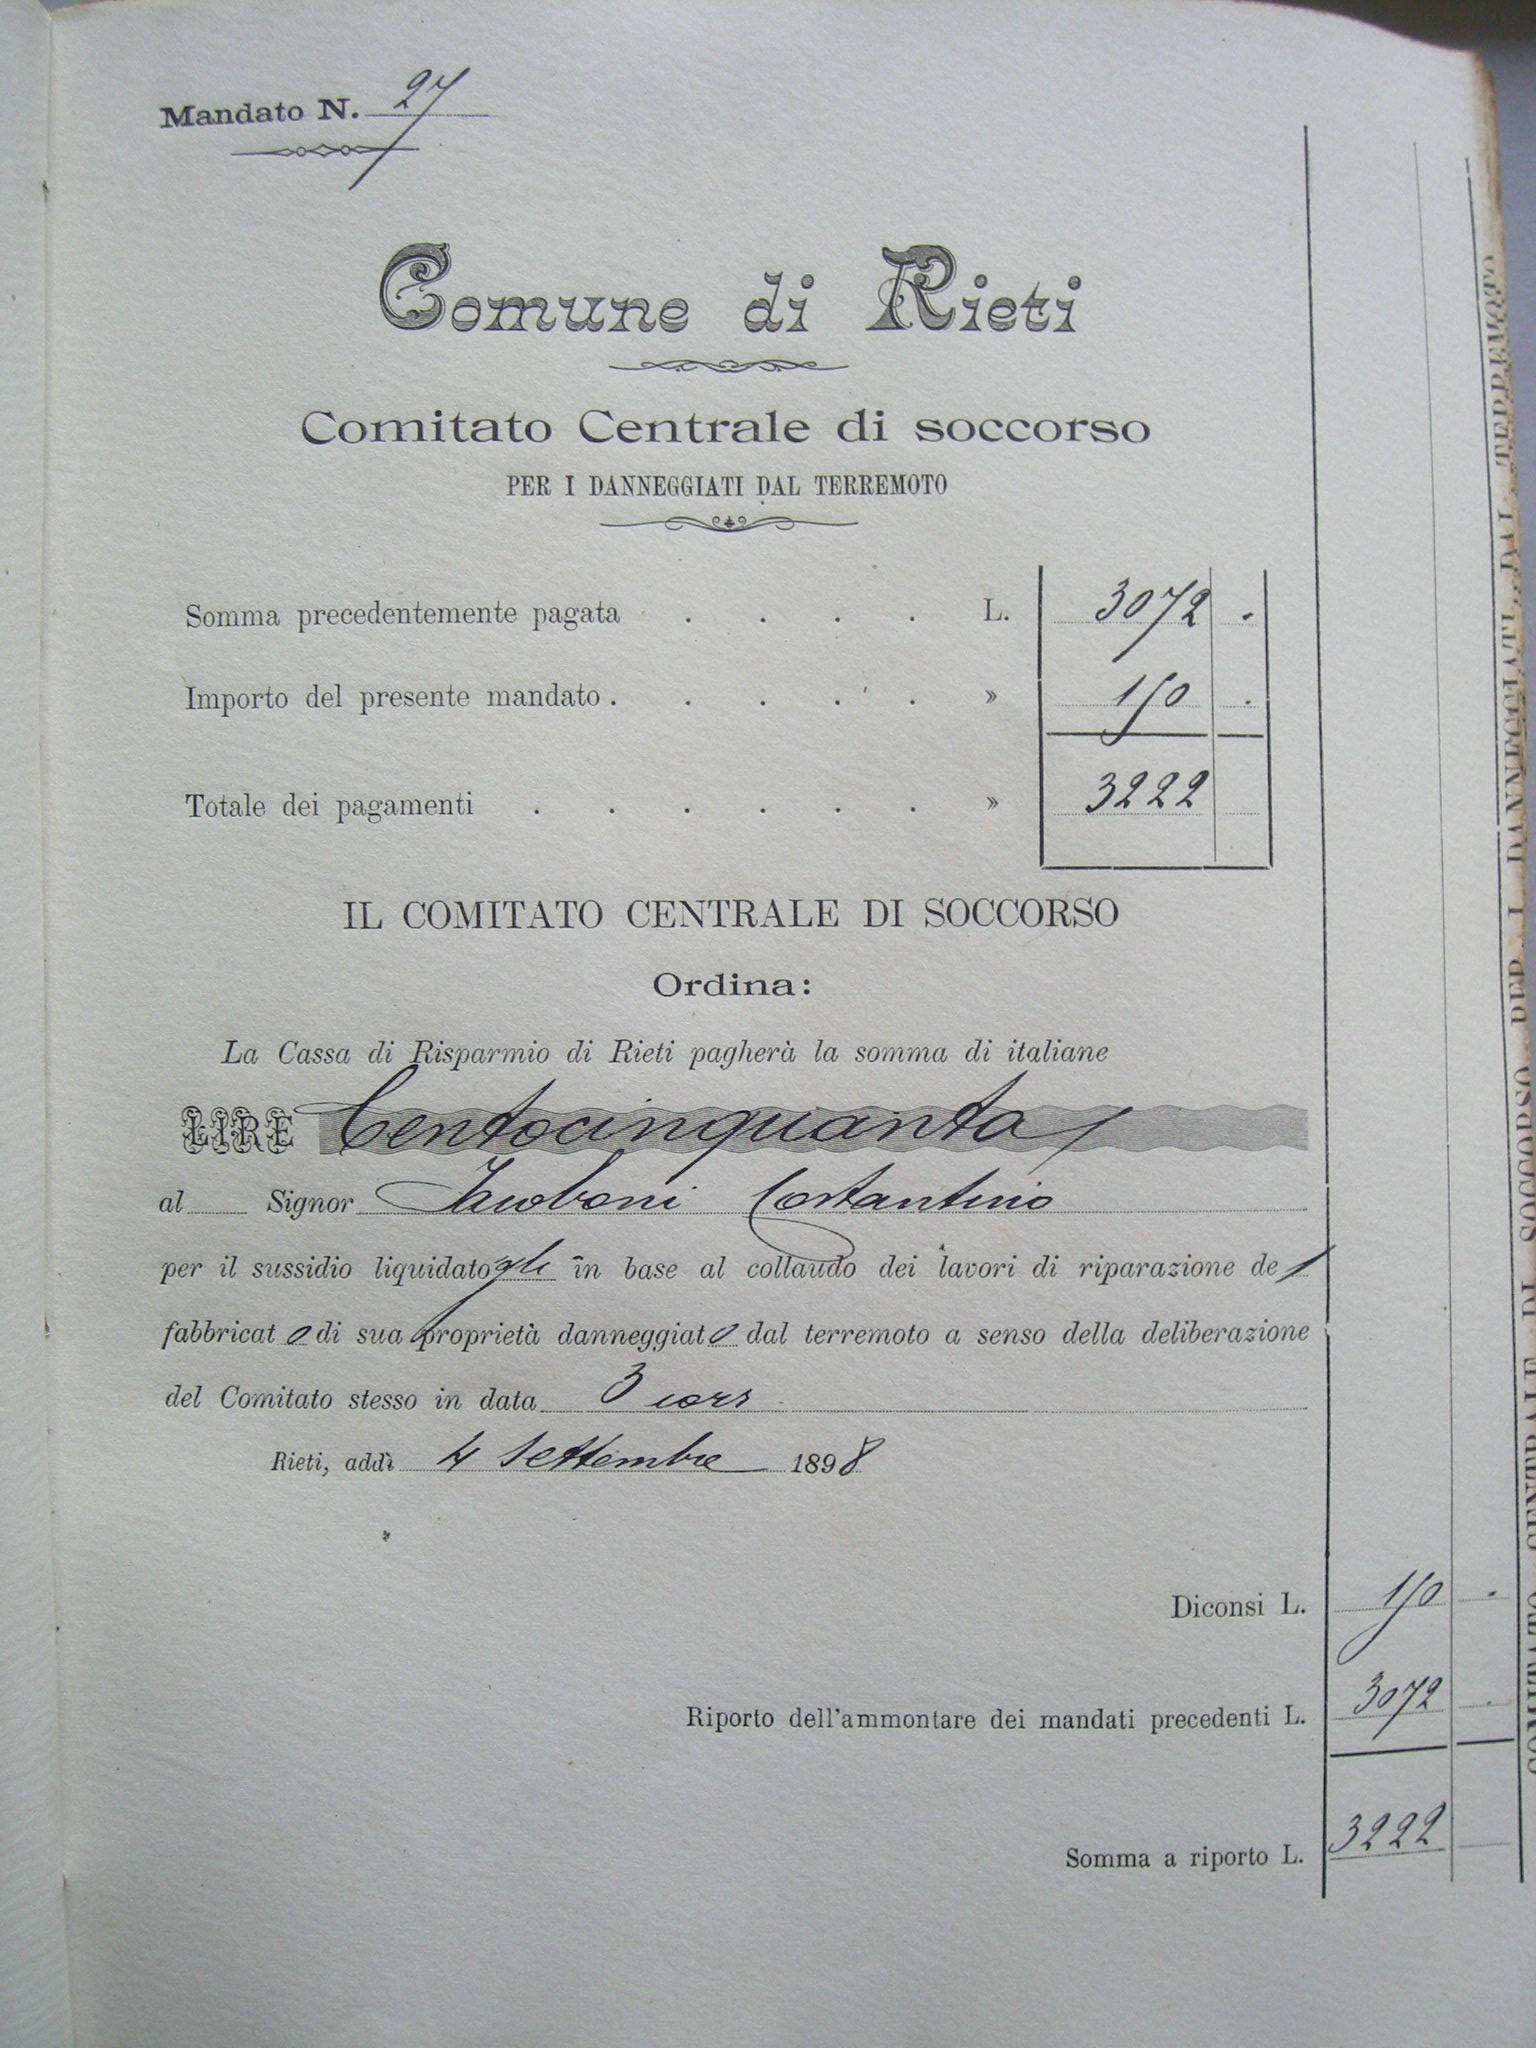 Mandato N. 27
Comune di Rieti
Comitato Centrale di soccorso
PER I DANNEGGIATI DAL TERREMOTO
Somma precedentemente pagata . . . . L. 3072 .
Importo del presente mandato . . . . . » 150 .
Totale dei pagamenti . . . . . . » 3222
IL COMITATO CENTRALE DI SOCCORSO
Ordina:
La Cassa di Risparmio di Rieti pagherà la somma di italiane
LIRE Centocinquanta
al Signor Iacoboni Costantino
per il sussidio liquidatogli in base al collaudo dei lavori di riparazione del
fabbricato di sua proprietà danneggiato dal terremoto a senso della deliberazione
del Comitato stesso in data 3 corr
Rieti, addì 4 Settembre 1898
Diconsi L. 150 .
Riporto dell'ammontare dei mandati precedenti L. 3072 .
Somma a riporto L. 3222
COMITATO CENTRALE DI SOCCORSO PER I DANNEGGIATI DAL TERREMOTO